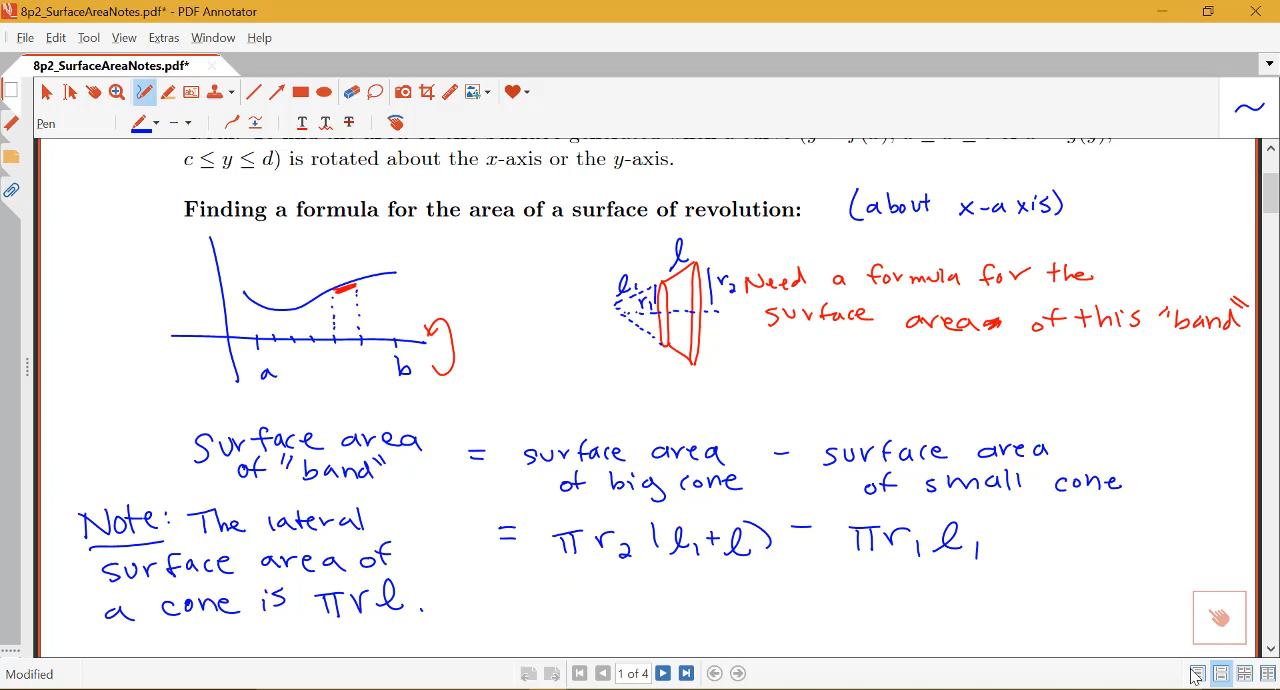 8p2_SurfaceAreaNotes.pdf* - PDF Annotator
File Edit Tool View Extras Window Help
8p2_SurfaceAreaNotes.pdf*
Pen
c ≤ y ≤ d) is rotated about the x-axis or the y-axis.
Finding a formula for the area of a surface of revolution: (about x-axis)
l
l₁ r₁ r₂
Need a formula for the
surface area of this "band"
a b
Surface area of "band" = surface area of big cone - surface area of small cone
= πr₂(l₁+l) - πr₁l₁
Note: The lateral
surface area of
a cone is πrl.
1 of 4
Modified